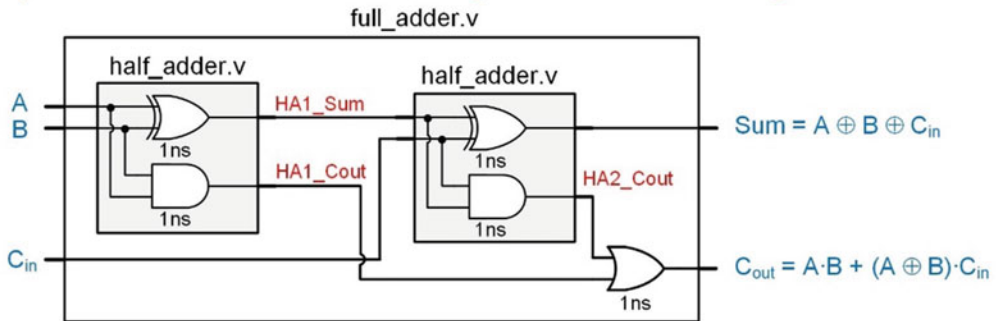 full_adder.v
half_adder.v
half_adder.v
A
B
HA1_Sum
Sum = A ⊕ B ⊕ Cin
1ns
1ns
HA1_Cout
HA2_Cout
1ns
1ns
Cin
Cout = A·B + (A ⊕ B)·Cin
1ns